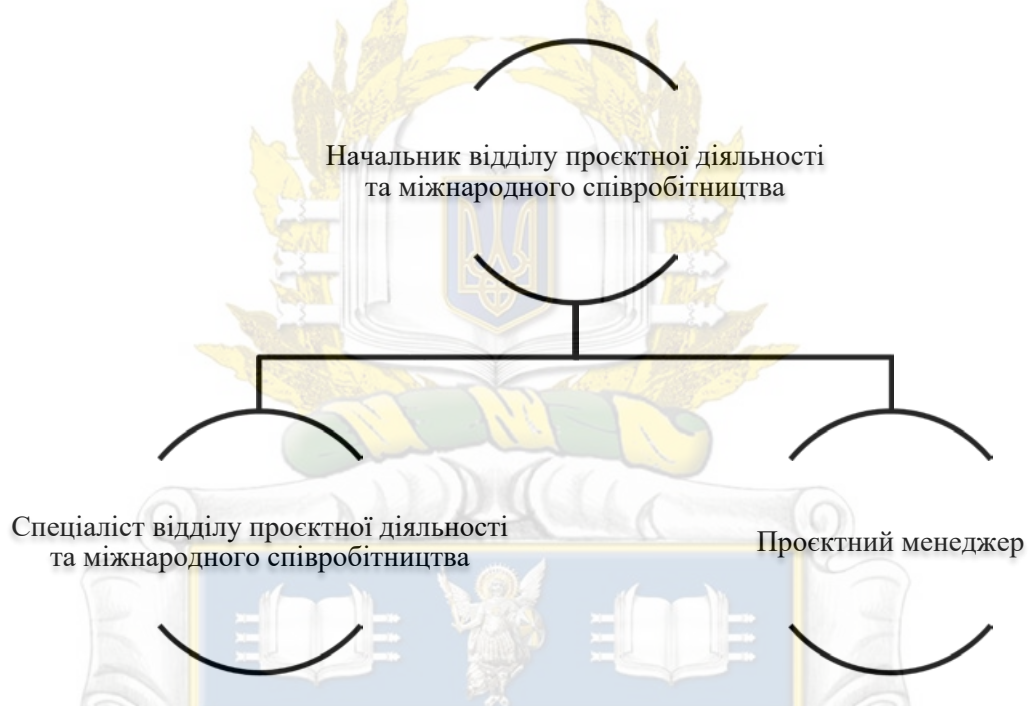 Начальник відділу проєктної діяльності
та міжнародного співробітництва
Спеціаліст відділу проєктної діяльності
та міжнародного співробітництва
Проєктний менеджер